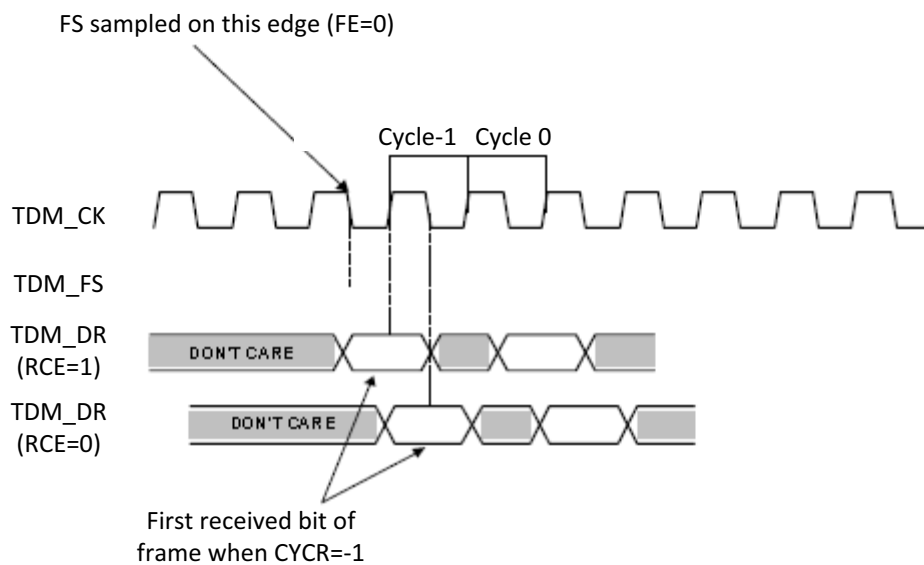 FS sampled on this edge (FE=0)
Cycle-1 Cycle 0
TDM_CK
TDM_FS
TDM_DR
(RCE=1)
DON'T CARE
TDM_DR
(RCE=0)
DON'T CARE
First received bit of
frame when CYCR=-1